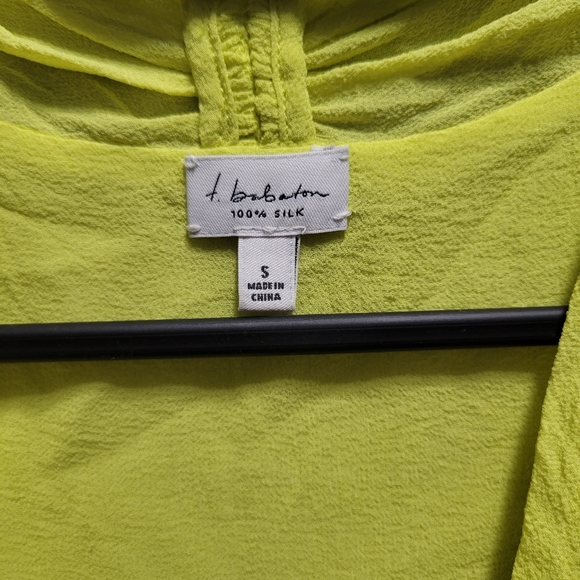 t. babaton
100% SILK
S
MADE IN
CHINA